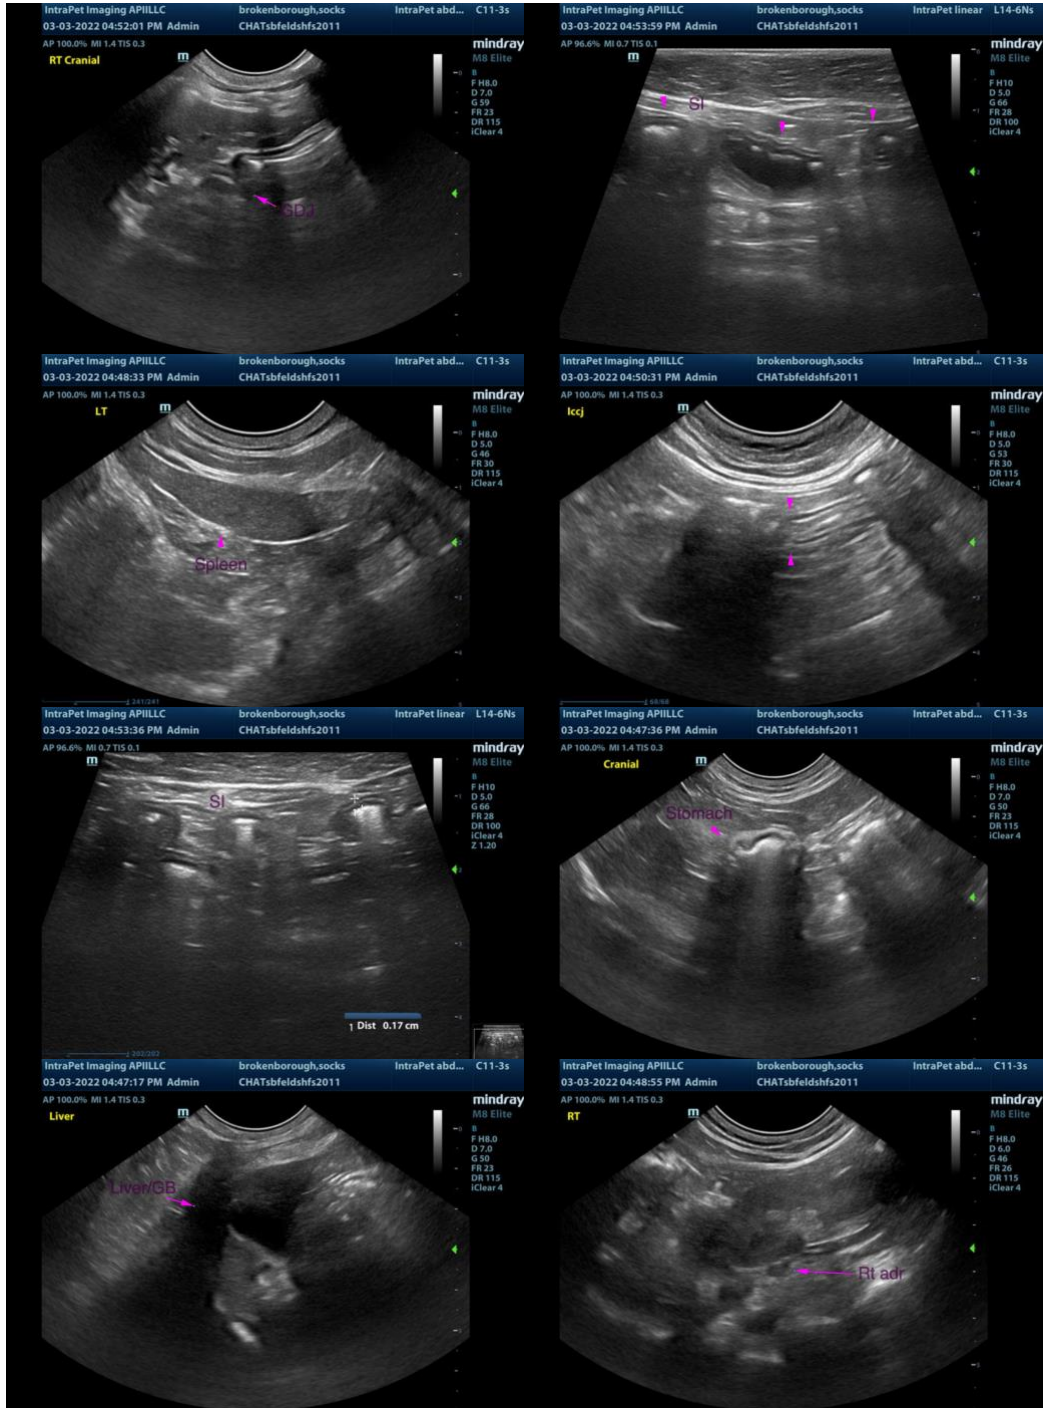 IntraPet Imaging APIILLC brokenborough,socks IntraPet abd... C11-3s
03-03-2022 04:52:01 PM Admin CHATsbfeldshfs2011
AP 100.0% MI 1.4 TIS 0.3
mindray
M8 Elite
RT Cranial
m
B
F H8.0
D 7.0
G 59
FR 23
DR 115
iClear 4
GDJ
IntraPet Imaging APIILLC brokenborough,socks IntraPet linear L14-6Ns
03-03-2022 04:53:59 PM Admin CHATsbfeldshfs2011
AP 96.6% MI 0.7 TIS 0.1
mindray
M8 Elite
m
B
F H10
D 5.0
G 66
FR 28
DR 100
iClear 4
SI
IntraPet Imaging APIILLC brokenborough,socks IntraPet abd... C11-3s
03-03-2022 04:48:33 PM Admin CHATsbfeldshfs2011
AP 100.0% MI 1.4 TIS 0.3
mindray
M8 Elite
LT
m
B
F H8.0
D 5.0
G 46
FR 30
DR 115
iClear 4
Spleen
241/241
IntraPet Imaging APIILLC brokenborough,socks IntraPet abd... C11-3s
03-03-2022 04:50:31 PM Admin CHATsbfeldshfs2011
AP 100.0% MI 1.4 TIS 0.3
mindray
M8 Elite
Iccj
m
B
F H8.0
D 5.0
G 53
FR 30
DR 115
iClear 4
68/68
IntraPet Imaging APIILLC brokenborough,socks IntraPet linear L14-6Ns
03-03-2022 04:53:36 PM Admin CHATsbfeldshfs2011
AP 96.6% MI 0.7 TIS 0.1
mindray
M8 Elite
m
B
F H10
D 5.0
G 66
FR 28
DR 100
iClear 4
Z 1.20
SI
1 Dist 0.17 cm
202/202
IntraPet Imaging APIILLC brokenborough,socks IntraPet abd... C11-3s
03-03-2022 04:47:36 PM Admin CHATsbfeldshfs2011
AP 100.0% MI 1.4 TIS 0.3
mindray
M8 Elite
Cranial
m
B
F H8.0
D 7.0
G 50
FR 23
DR 115
iClear 4
Stomach
IntraPet Imaging APIILLC brokenborough,socks IntraPet abd... C11-3s
03-03-2022 04:47:17 PM Admin CHATsbfeldshfs2011
AP 100.0% MI 1.4 TIS 0.3
mindray
M8 Elite
Liver
m
B
F H8.0
D 7.0
G 50
FR 23
DR 115
iClear 4
Liver/GB
IntraPet Imaging APIILLC brokenborough,socks IntraPet abd... C11-3s
03-03-2022 04:48:55 PM Admin CHATsbfeldshfs2011
AP 100.0% MI 1.4 TIS 0.3
mindray
M8 Elite
RT
m
B
F H8.0
D 6.0
G 46
FR 26
DR 115
iClear 4
Rt adr